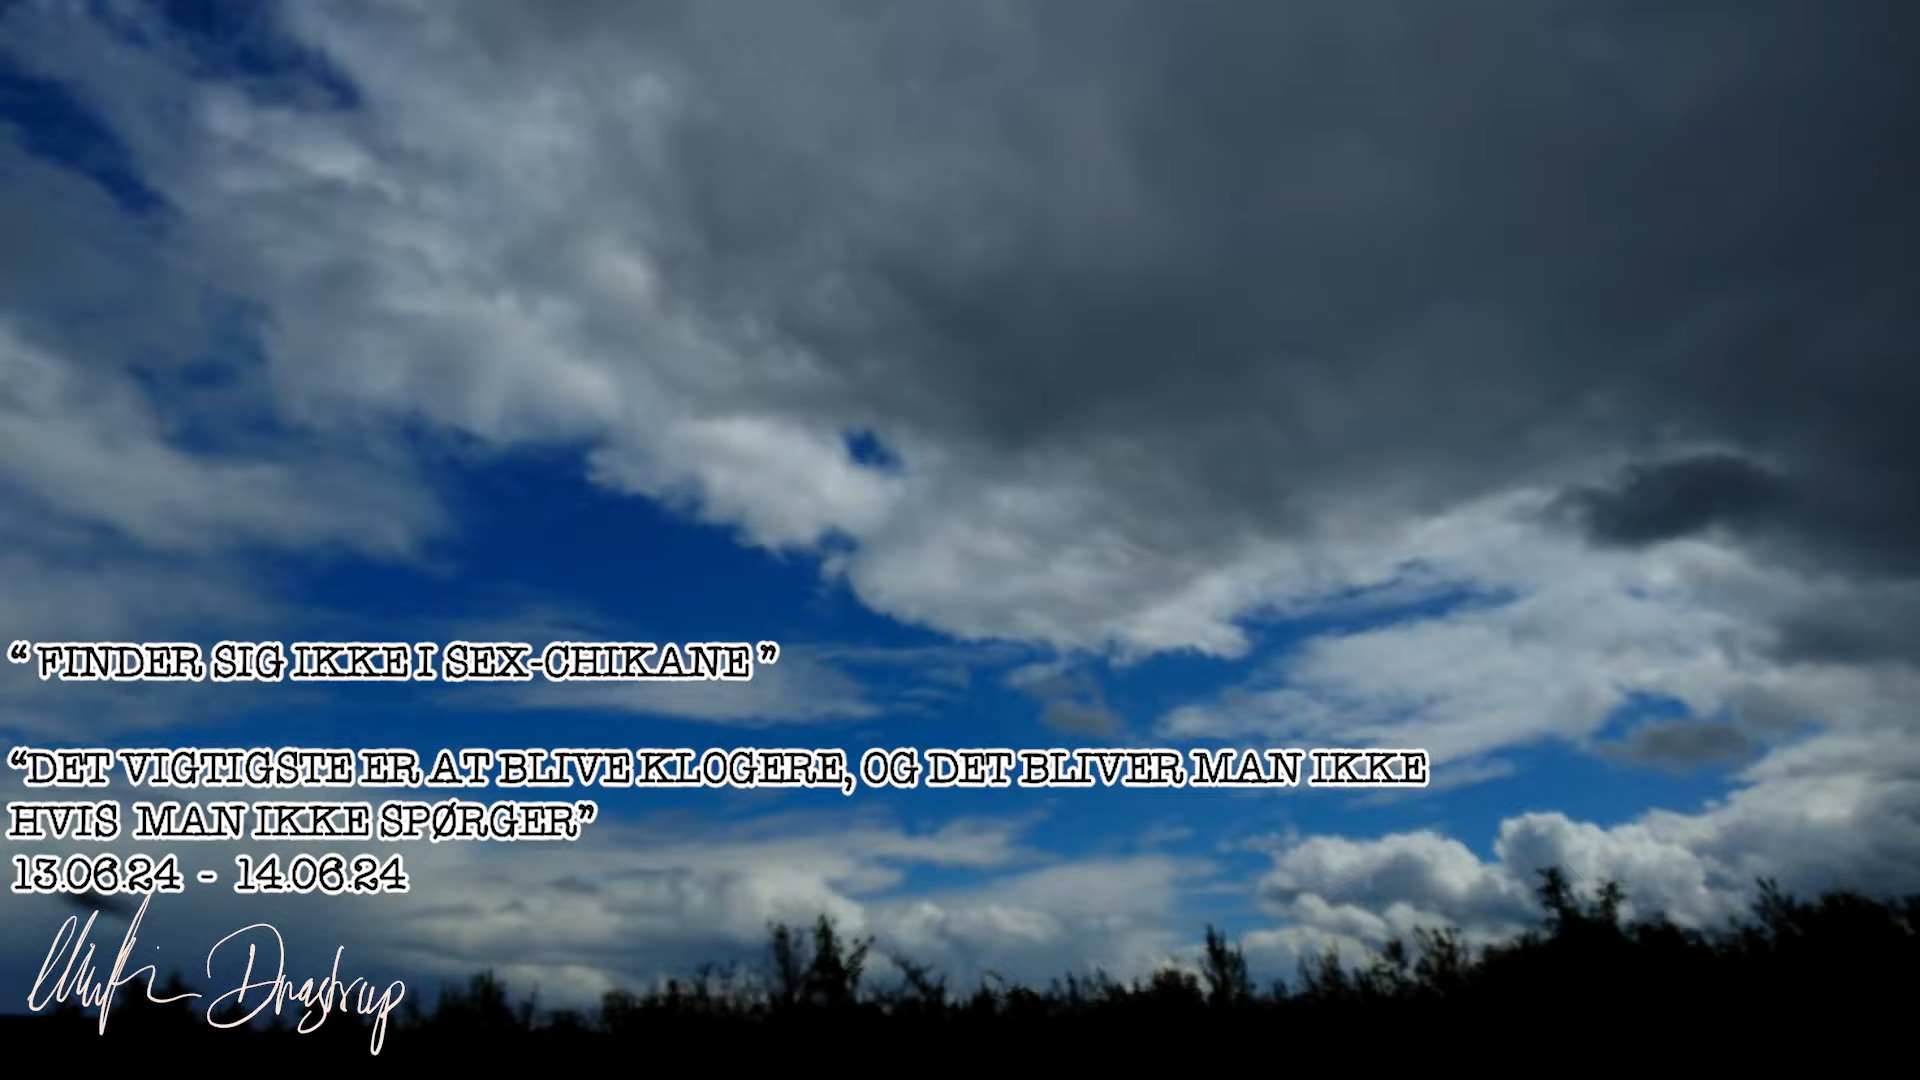 “ FINDER SIG IKKE I SEX-CHIKANE ”
“DET VIGTIGSTE ER AT BLIVE KLOGERE, OG DET BLIVER MAN IKKE
HVIS MAN IKKE SPØRGER”
13.06.24 - 14.06.24
Drastrup